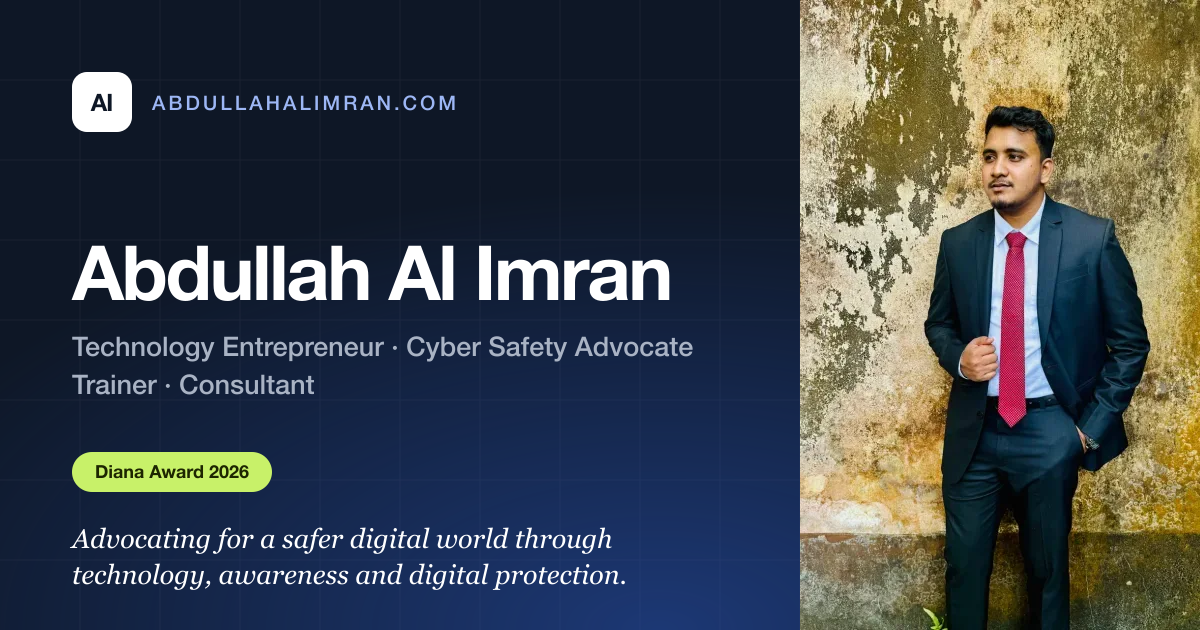 AI
ABDULLAHALIMRAN.COM
Abdullah Al Imran
Technology Entrepreneur · Cyber Safety Advocate
Trainer · Consultant
Diana Award 2026
Advocating for a safer digital world through
technology, awareness and digital protection.